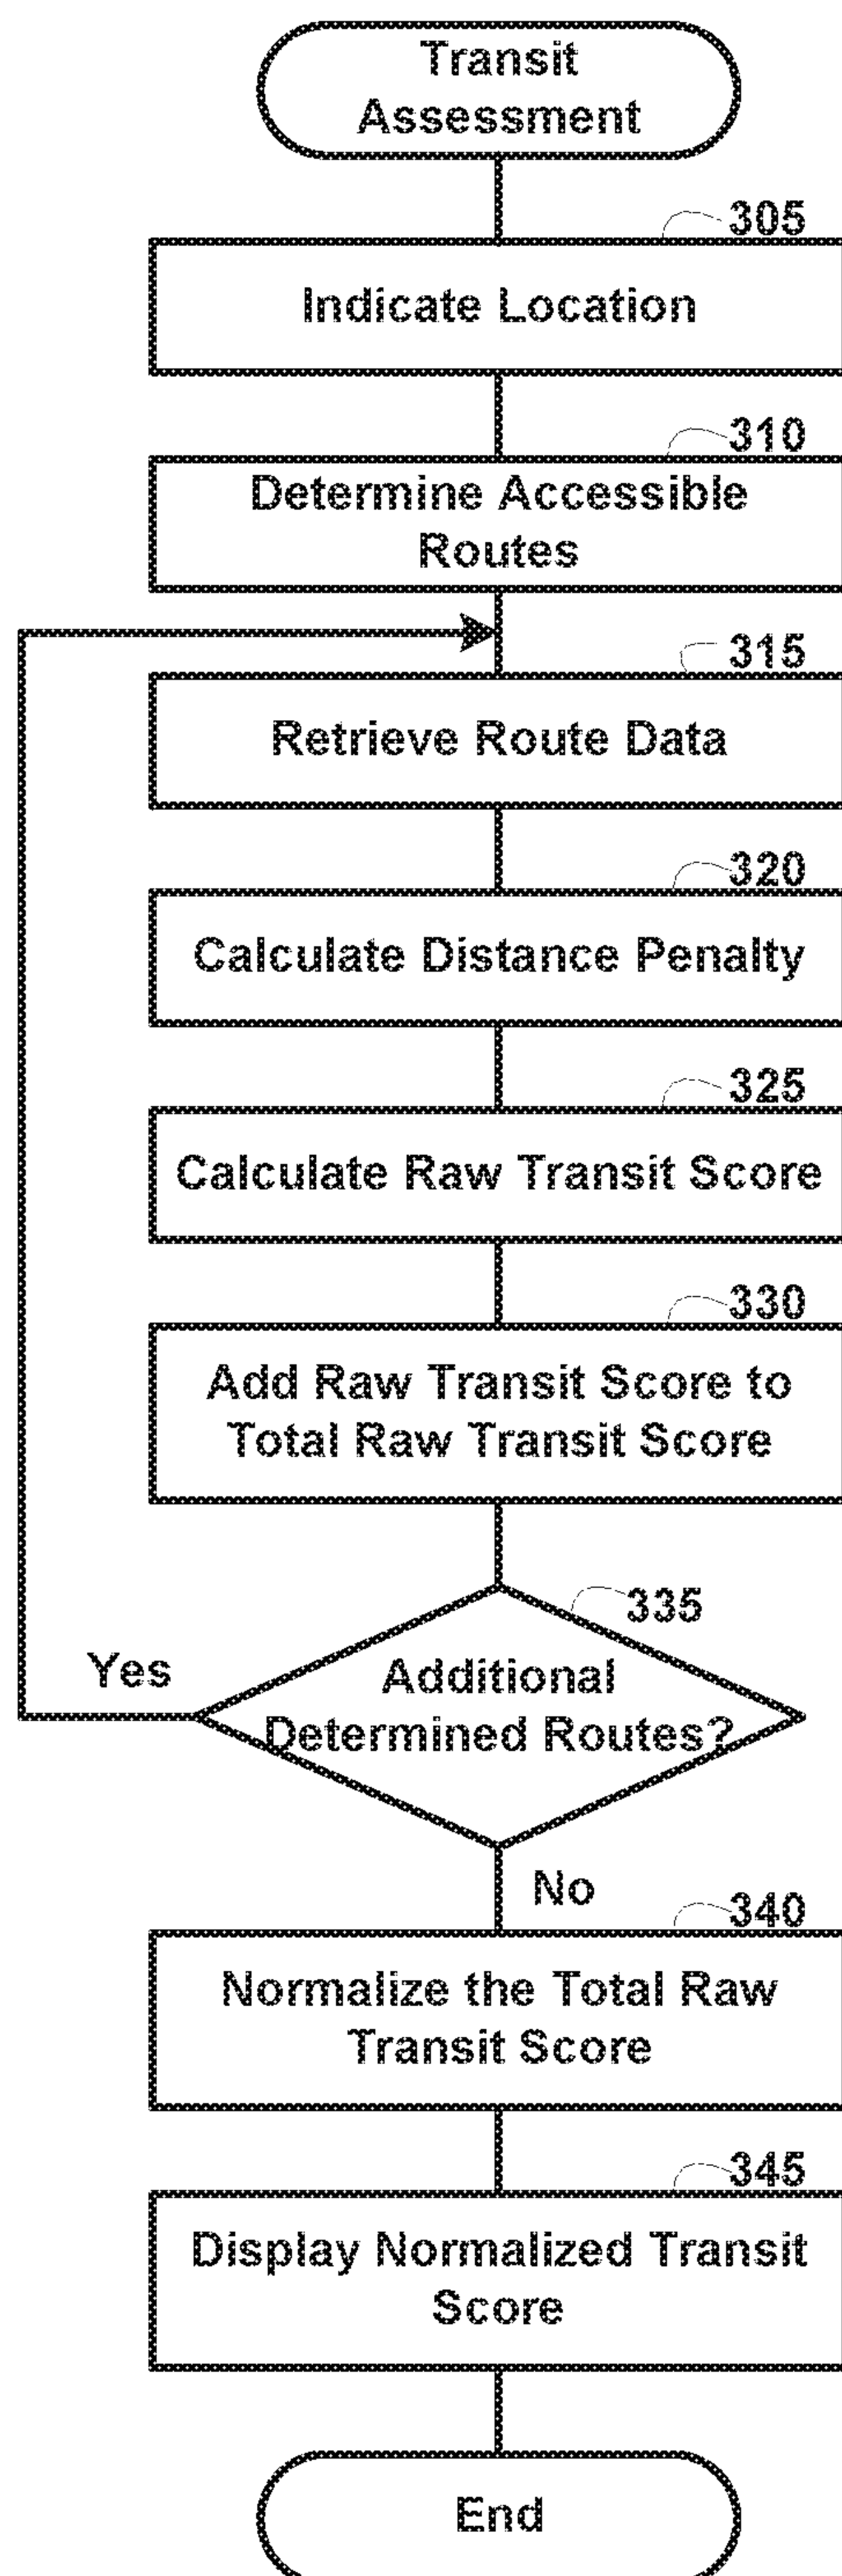 Transit
Assessment
305
Indicate Location
310
Determine Accessible
Routes
315
Retrieve Route Data
320
Calculate Distance Penalty
325
Calculate Raw Transit Score
330
Add Raw Transit Score to
Total Raw Transit Score
335
Yes
Additional
Determined Routes?
No
340
Normalize the Total Raw
Transit Score
345
Display Normalized Transit
Score
End